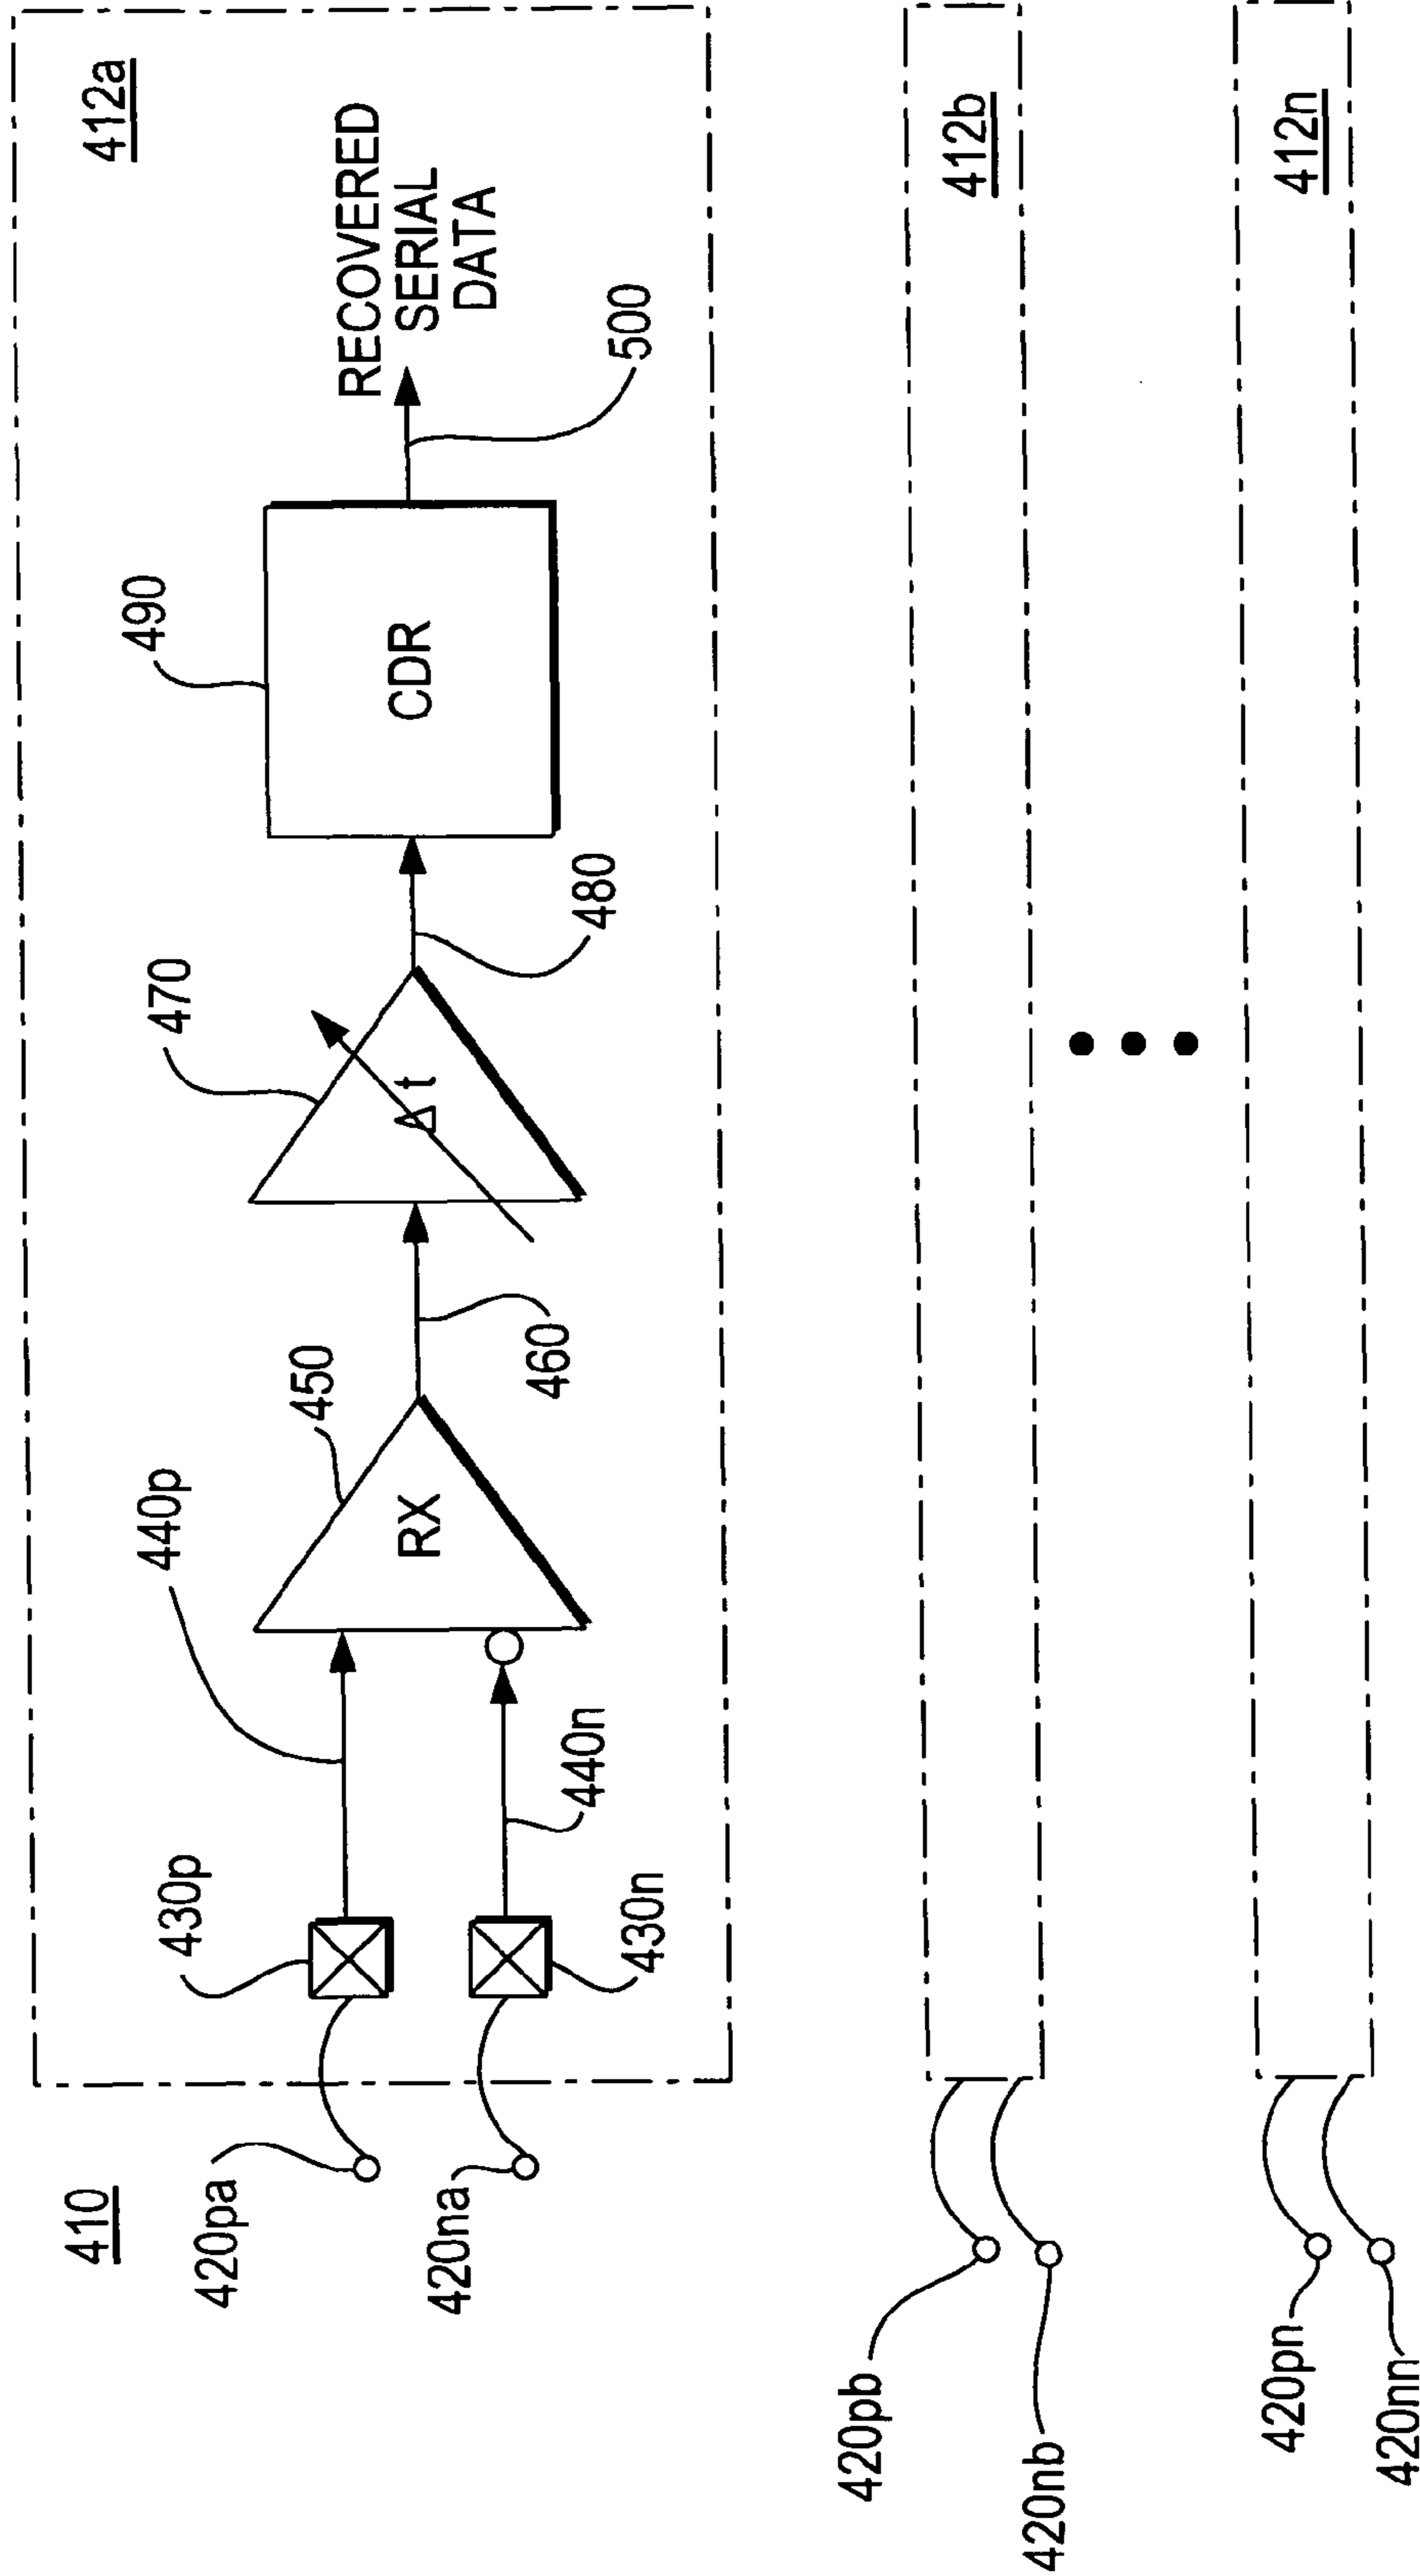 410
412a
420pa
430p
440p
450
470
490
RX
Δt
CDR
RECOVERED
SERIAL
DATA
420na
430n
440n
460
480
500
420pb
412b
420nb
420pn
412n
420nn